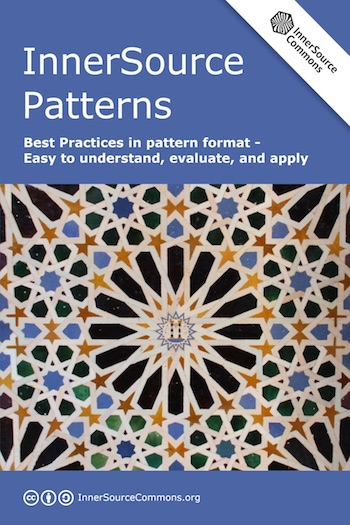 InnerSource
Commons
InnerSource
Patterns
Best Practices in pattern format -
Easy to understand, evaluate, and apply
InnerSourceCommons.org